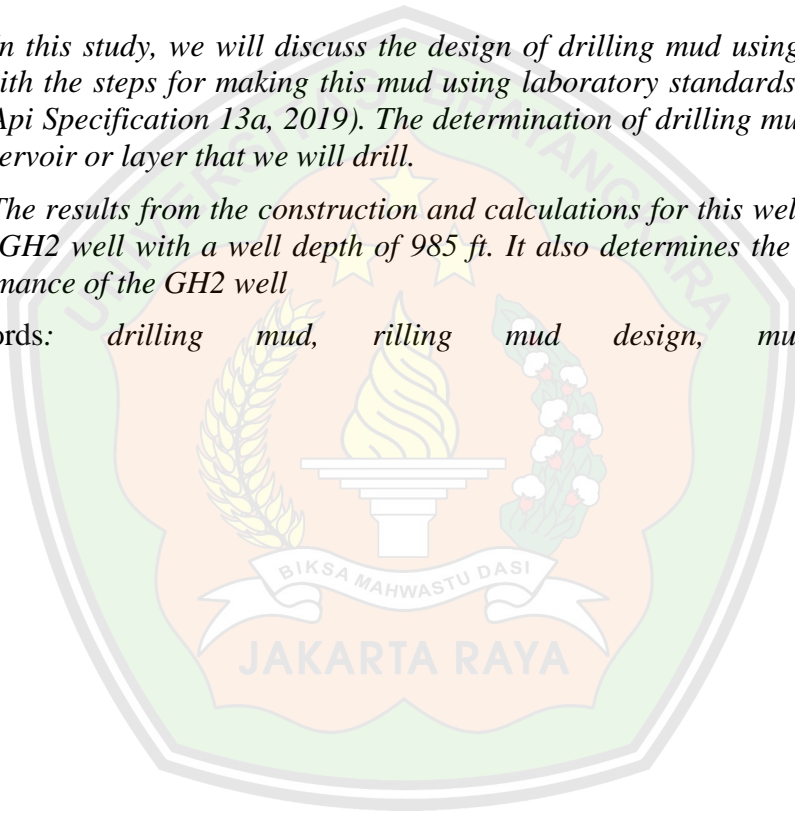 n this study, we will discuss the design of drilling mud using
ith the steps for making this mud using laboratory standards
Api Specification 13a, 2019). The determination of drilling mu
ervoir or layer that we will drill.
The results from the construction and calculations for this wel
GH2 well with a well depth of 985 ft. It also determines the
mance of the GH2 well
ords: drilling mud, rilling mud design, mu
UNIVERSITAS BHAYANGKARA
BIKSA MAHWASTU DASI
JAKARTA RAYA